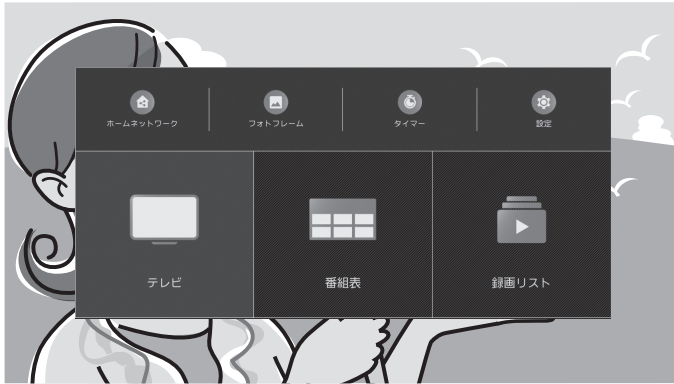 ホームネットワーク
フォトフレーム
タイマー
設定
テレビ
番組表
録画リスト